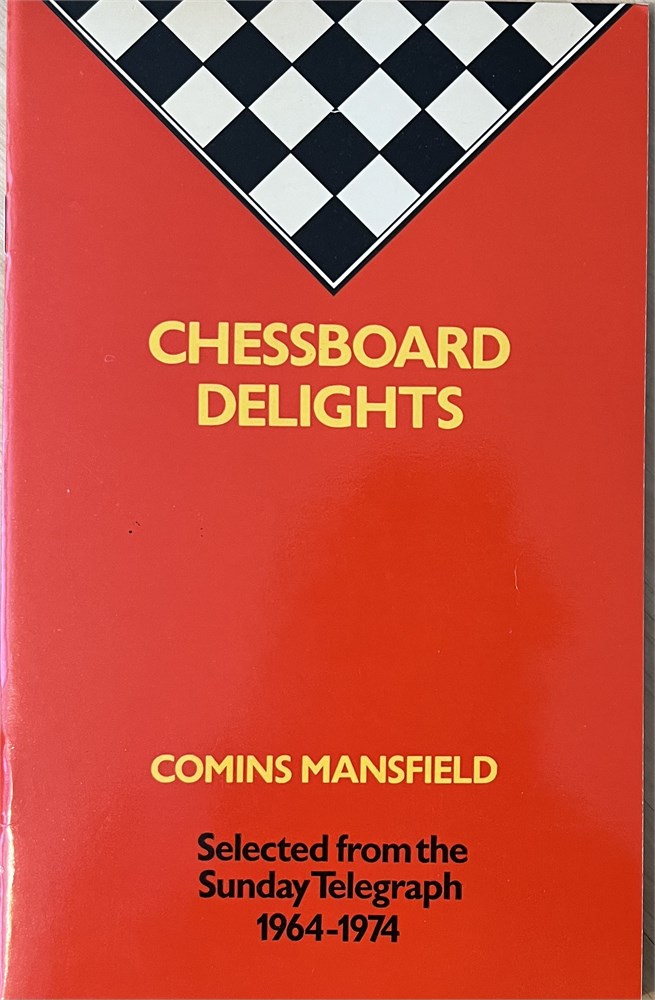 CHESSBOARD
DELIGHTS
COMINS MANSFIELD
Selected from the
Sunday Telegraph
1964-1974